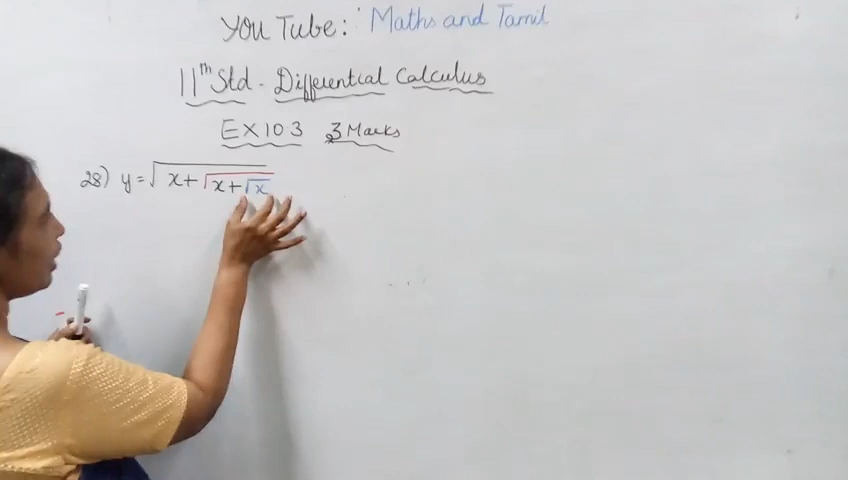 You Tube: Maths and Tamil
11th Std - Differential Calculus
EX 10 3 3 Marks
28) y = √(x + √(x + √x))